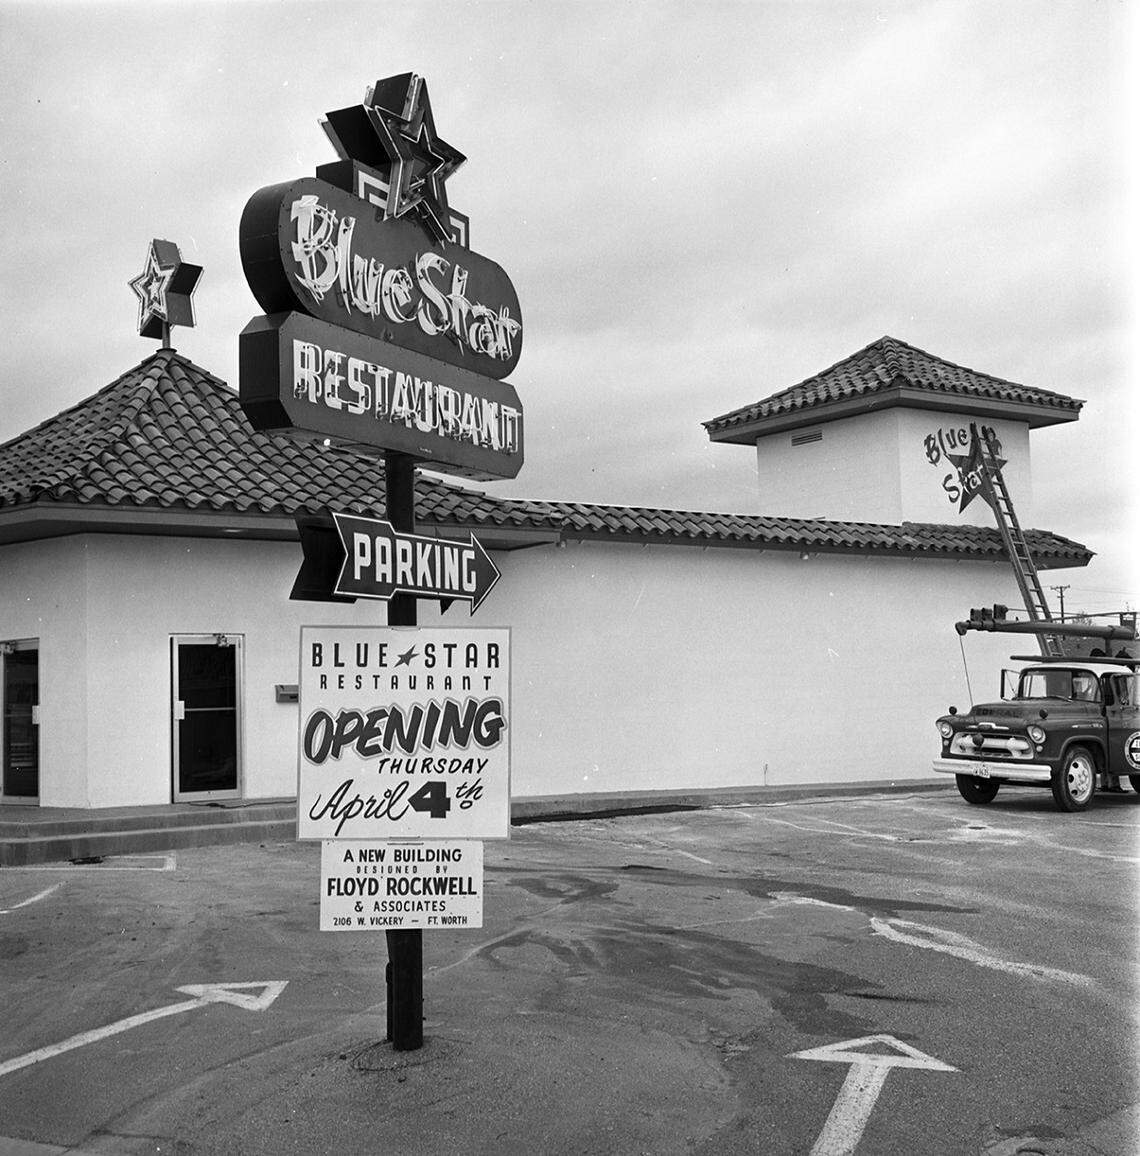 Blue Star
RESTAURANT
PARKING
BLUE STAR
RESTAURANT
OPENING
THURSDAY
April 4th
A NEW BUILDING
DESIGNED BY
FLOYD ROCKWELL
& ASSOCIATES
2106 W. VICKERY — FT. WORTH
Blue
Star